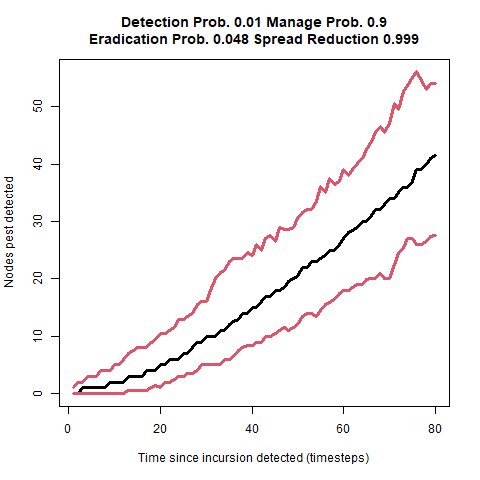 Detection Prob. 0.01 Manage Prob. 0.9
Eradication Prob. 0.048 Spread Reduction 0.999
Nodes pest detected
50
40
30
20
10
0
0 20 40 60 80
Time since incursion detected (timesteps)